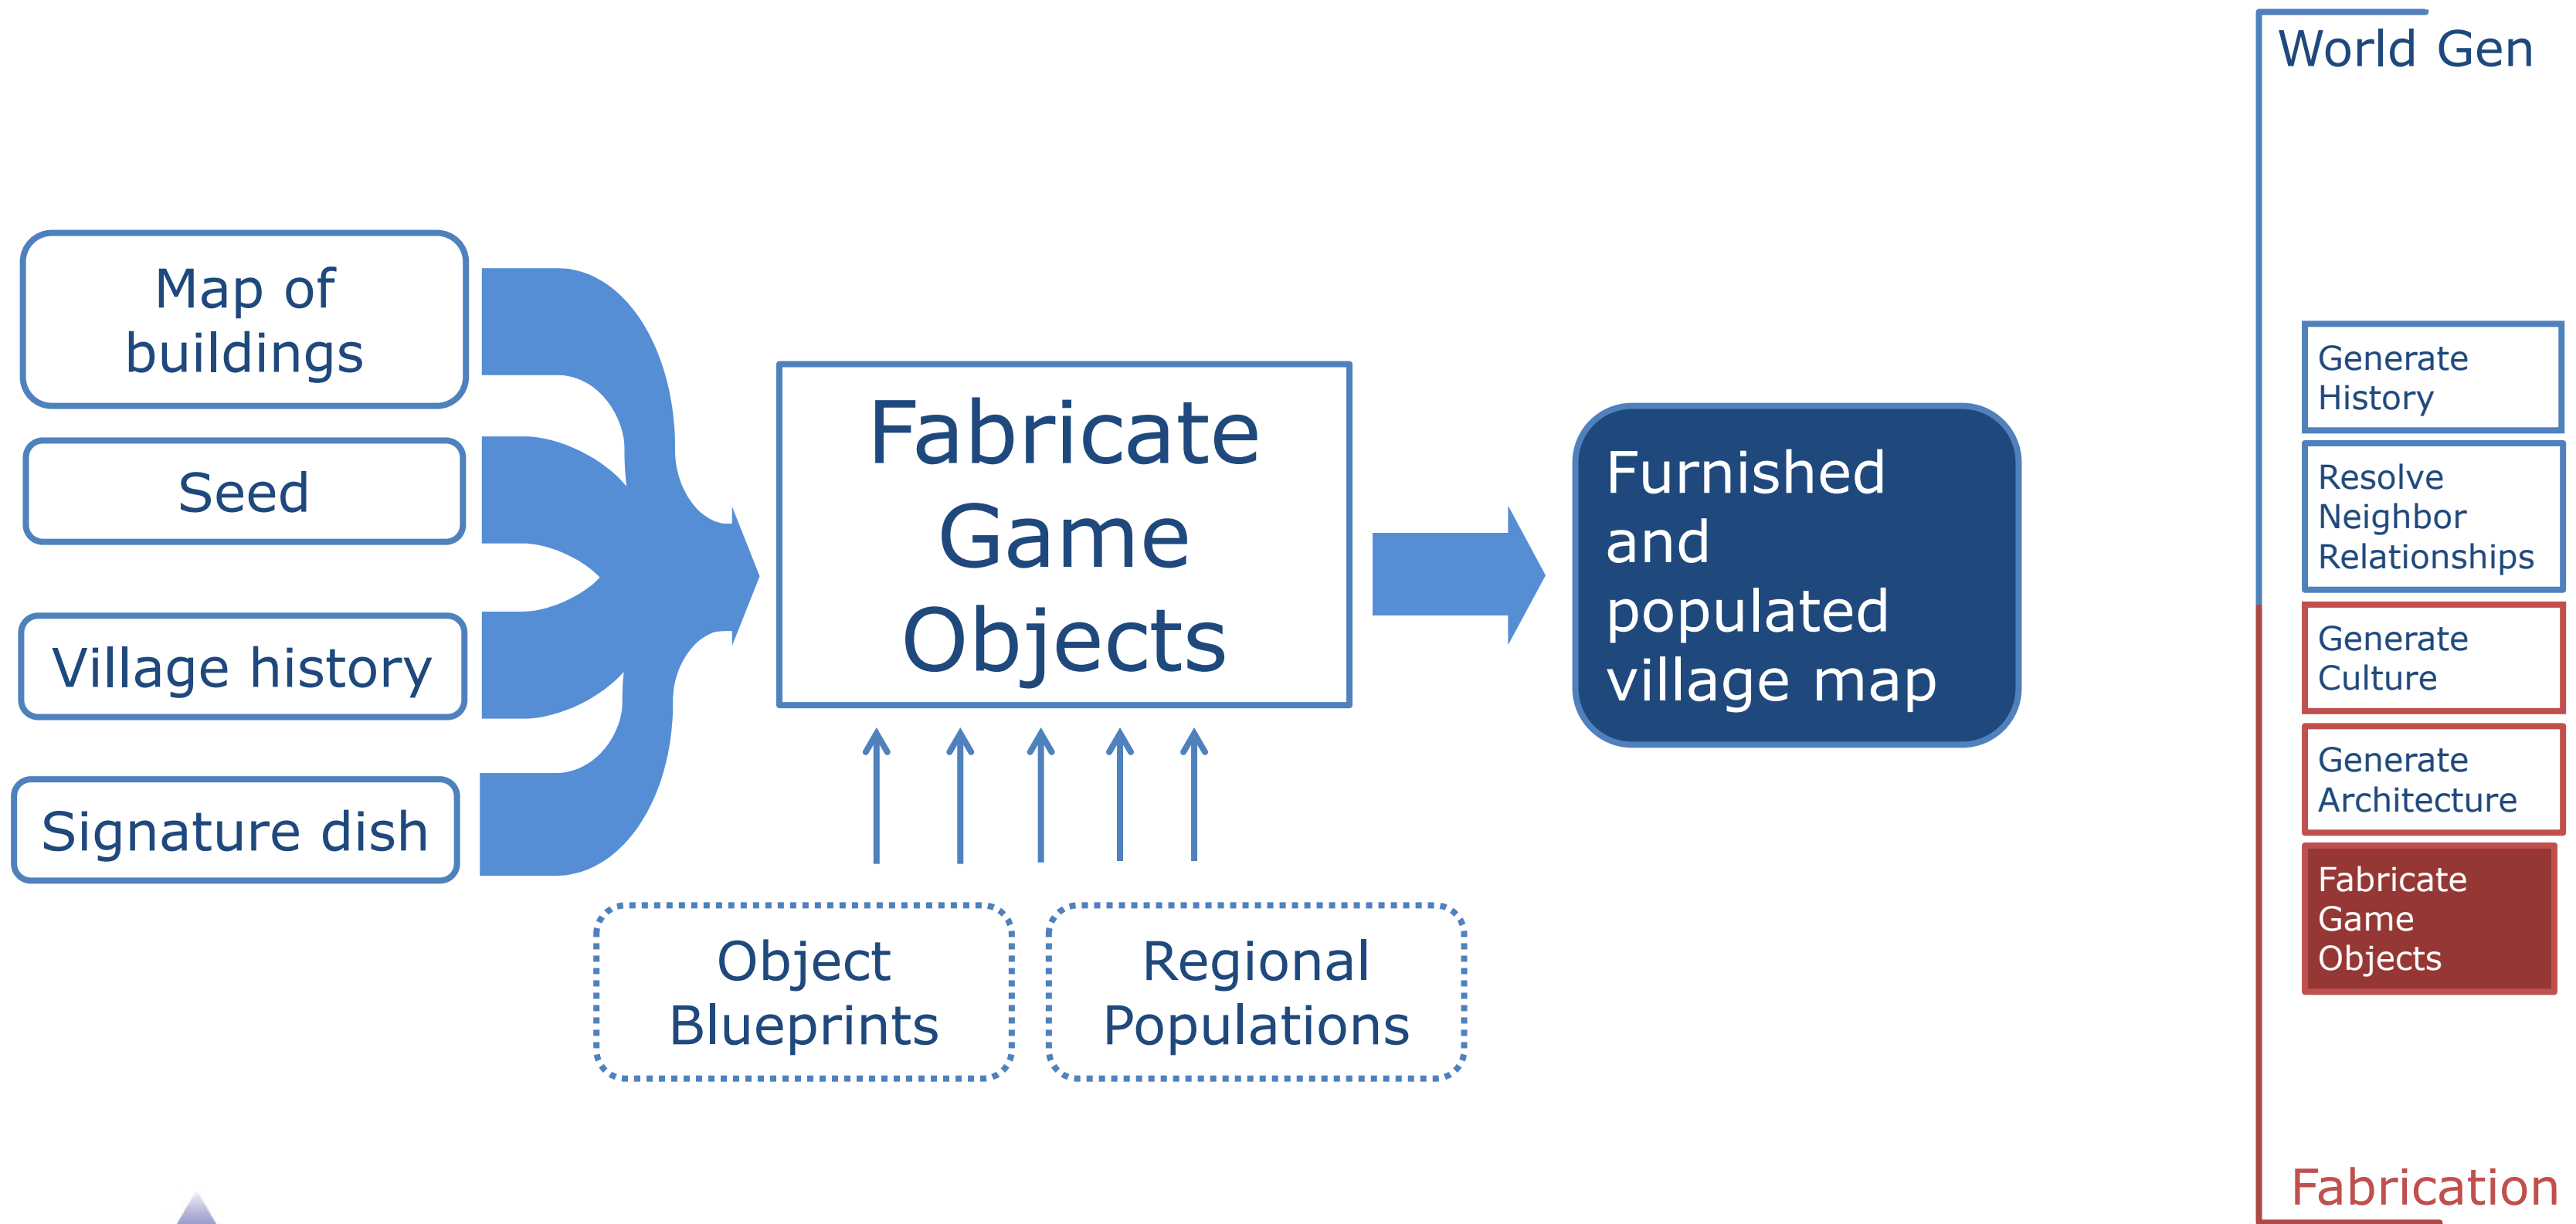 World Gen
Map of
buildings
Seed
Village history
Signature dish
Fabricate
Game
Objects
Object
Blueprints
Regional
Populations
Furnished
and
populated
village map
Generate
History
Resolve
Neighbor
Relationships
Generate
Culture
Generate
Architecture
Fabricate
Game
Objects
Fabrication